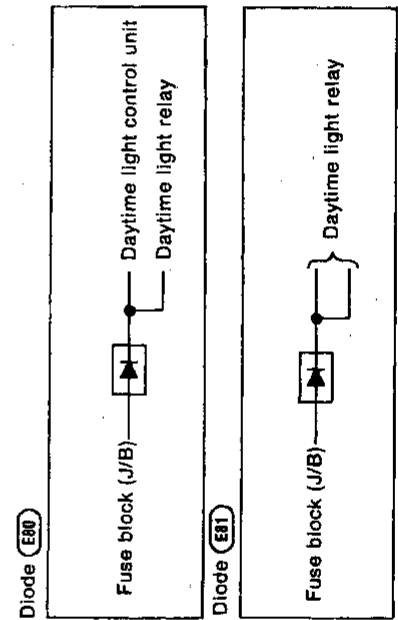 Diode E80
Fuse block (J/B)
Daytime light control unit
Daytime light relay
Diode E81
Fuse block (J/B)
Daytime light relay